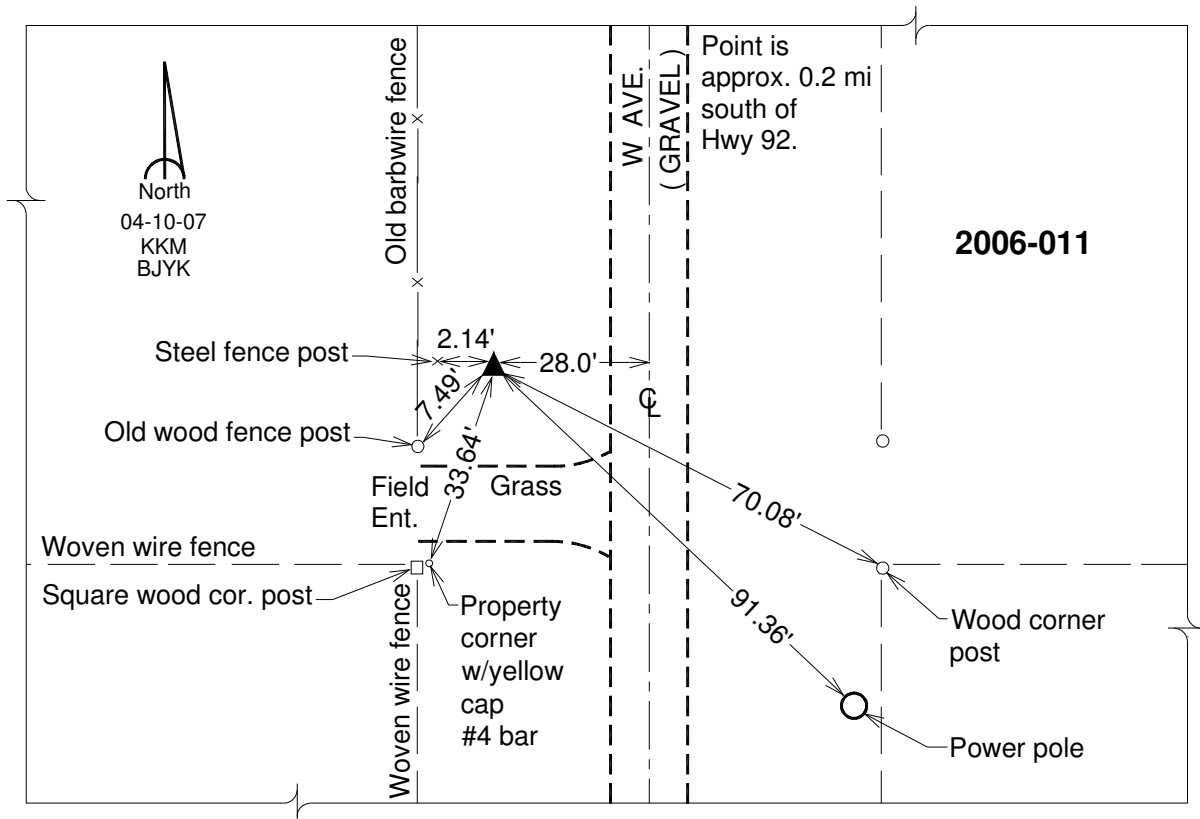 Point is
approx. 0.2 mi
south of
Hwy 92.
W AVE.
( GRAVEL )
Old barbwire fence
North
04-10-07
KKM
BJYK
2006-011
Steel fence post
2.14'
28.0'
7.49'
Old wood fence post
33.64'
℄
Field
Ent.
Grass
70.08'
91.36'
Woven wire fence
Square wood cor. post
Woven wire fence
Property
corner
w/yellow
cap
#4 bar
Wood corner
post
Power pole